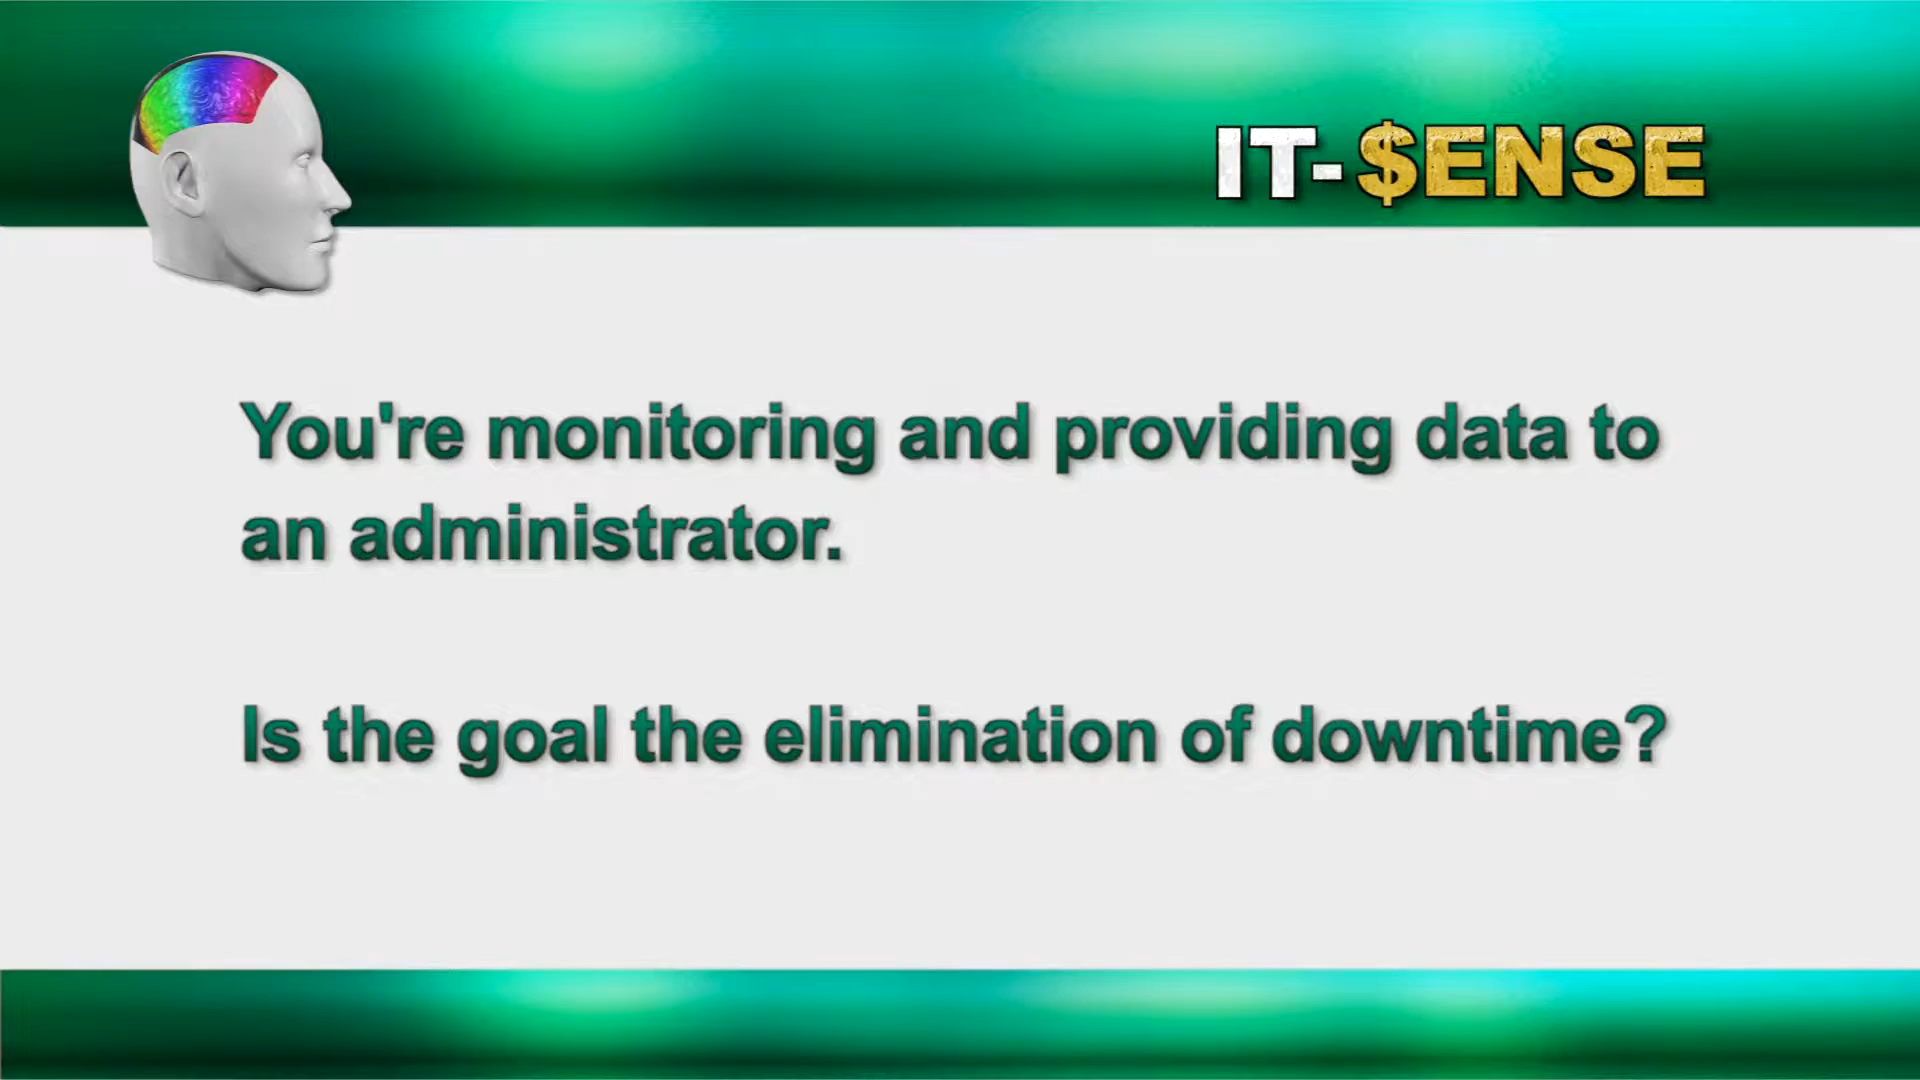 IT-$ENSE
You're monitoring and providing data to
an administrator.
Is the goal the elimination of downtime?